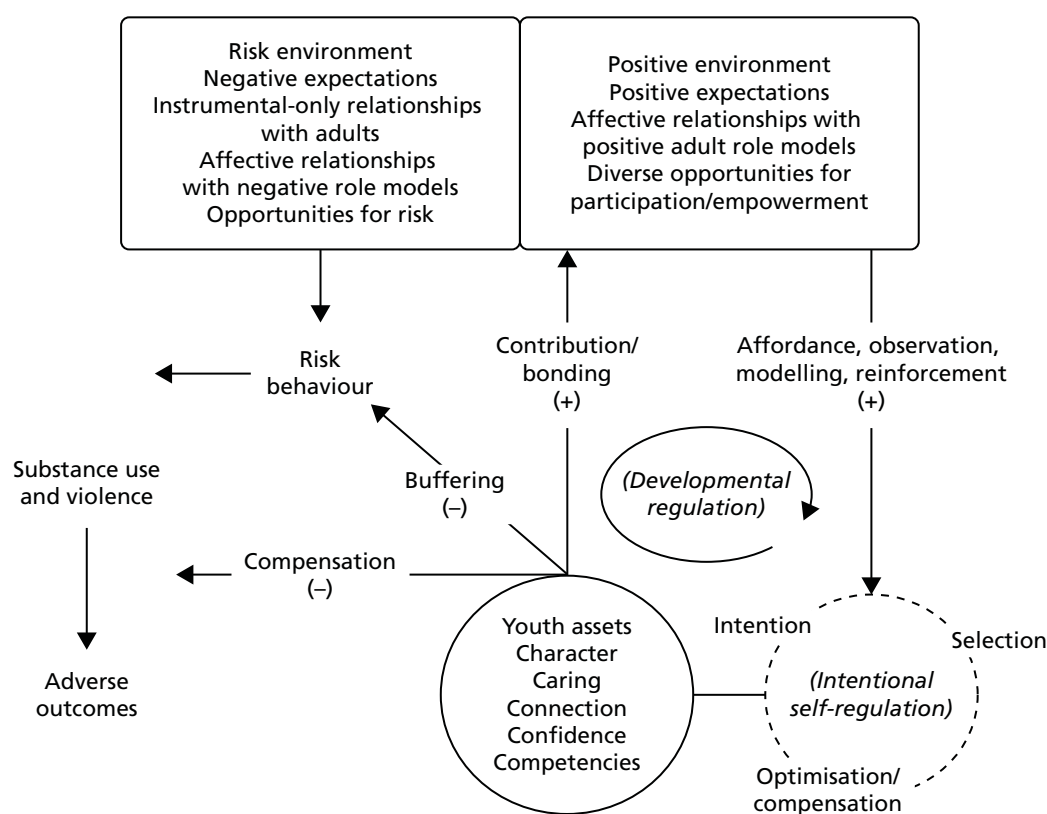 Risk environment
Negative expectations
Instrumental-only relationships
with adults
Affective relationships
with negative role models
Opportunities for risk
Positive environment
Positive expectations
Affective relationships with
positive adult role models
Diverse opportunities for
participation/empowerment
Risk
behaviour
Contribution/
bonding
(+)
Affordance, observation,
modelling, reinforcement
(+)
Substance use
and violence
Buffering
(–)
(Developmental
regulation)
Compensation
(–)
Adverse
outcomes
Youth assets
Character
Caring
Connection
Confidence
Competencies
Intention
Selection
(Intentional
self-regulation)
Optimisation/
compensation